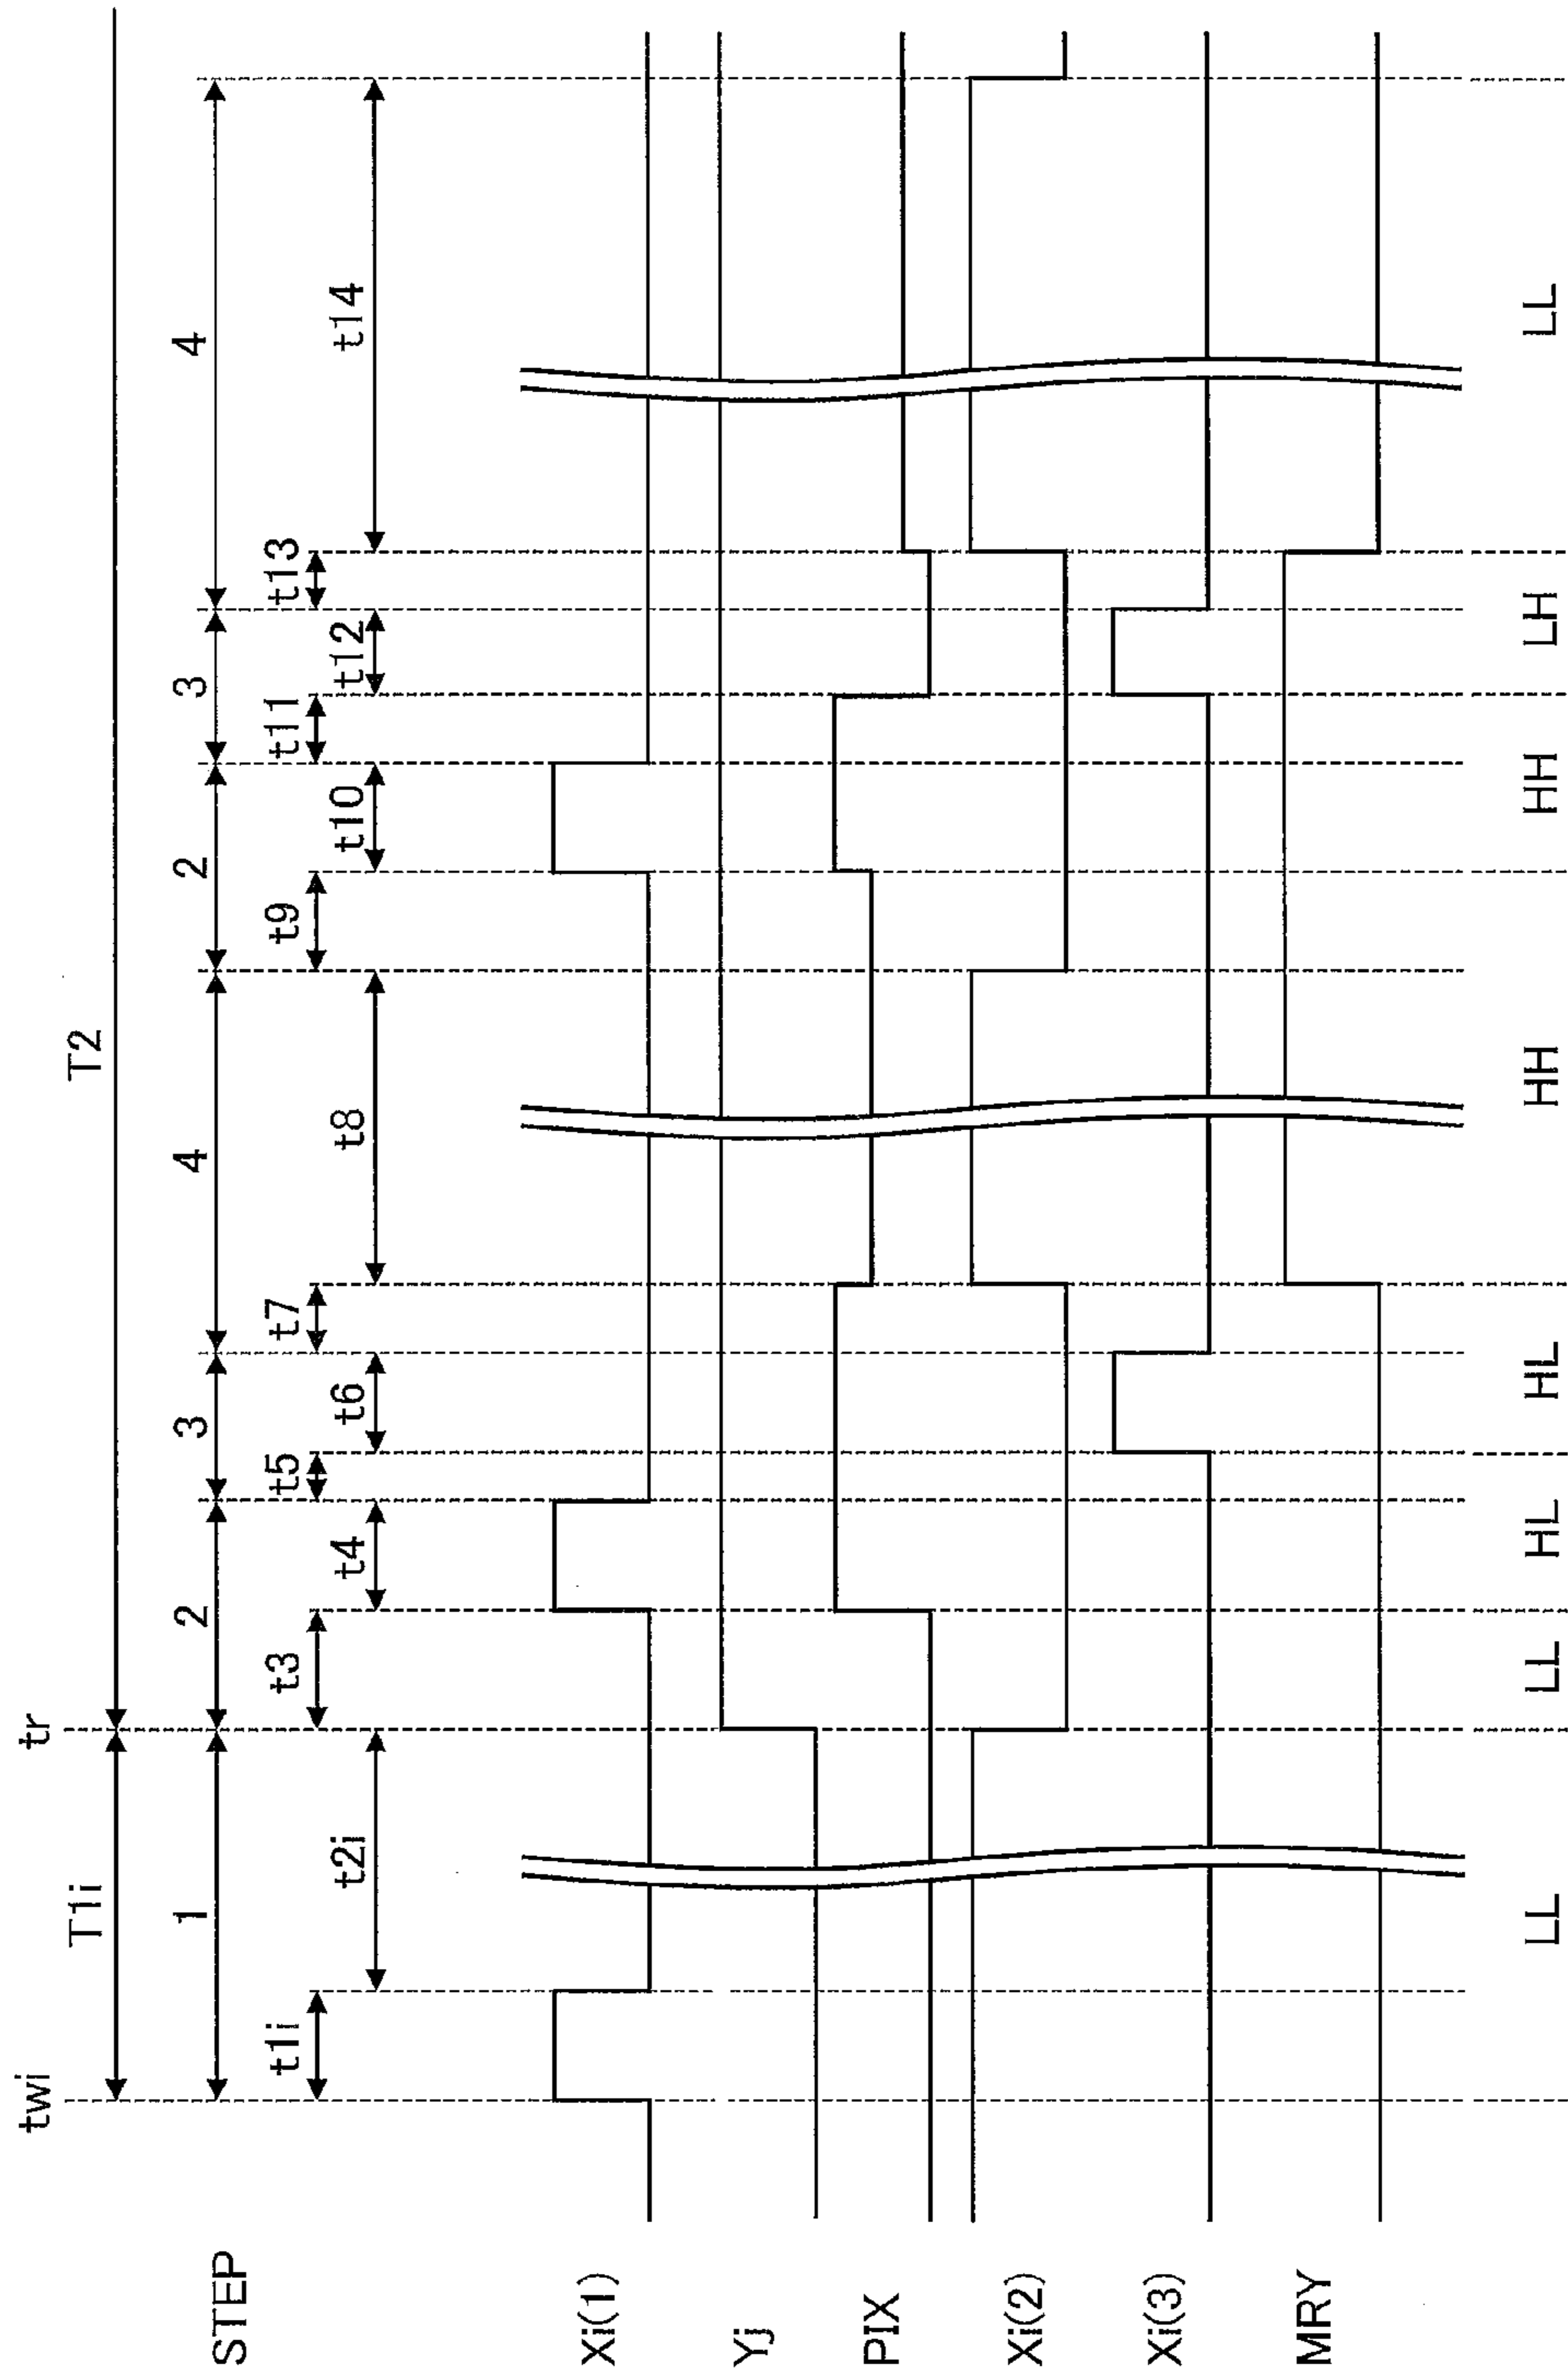 twi tr
T1i T2
STEP 1 2 3 4 2 3 4
t1i t3 t5 t7 t9 t11 t13
t2i t4 t6 t8 t10 t12 t14
Xi(1)
Yj
PIX
Xi(2)
Xi(3)
MRY
LL LL HL HL HH HH LH LL